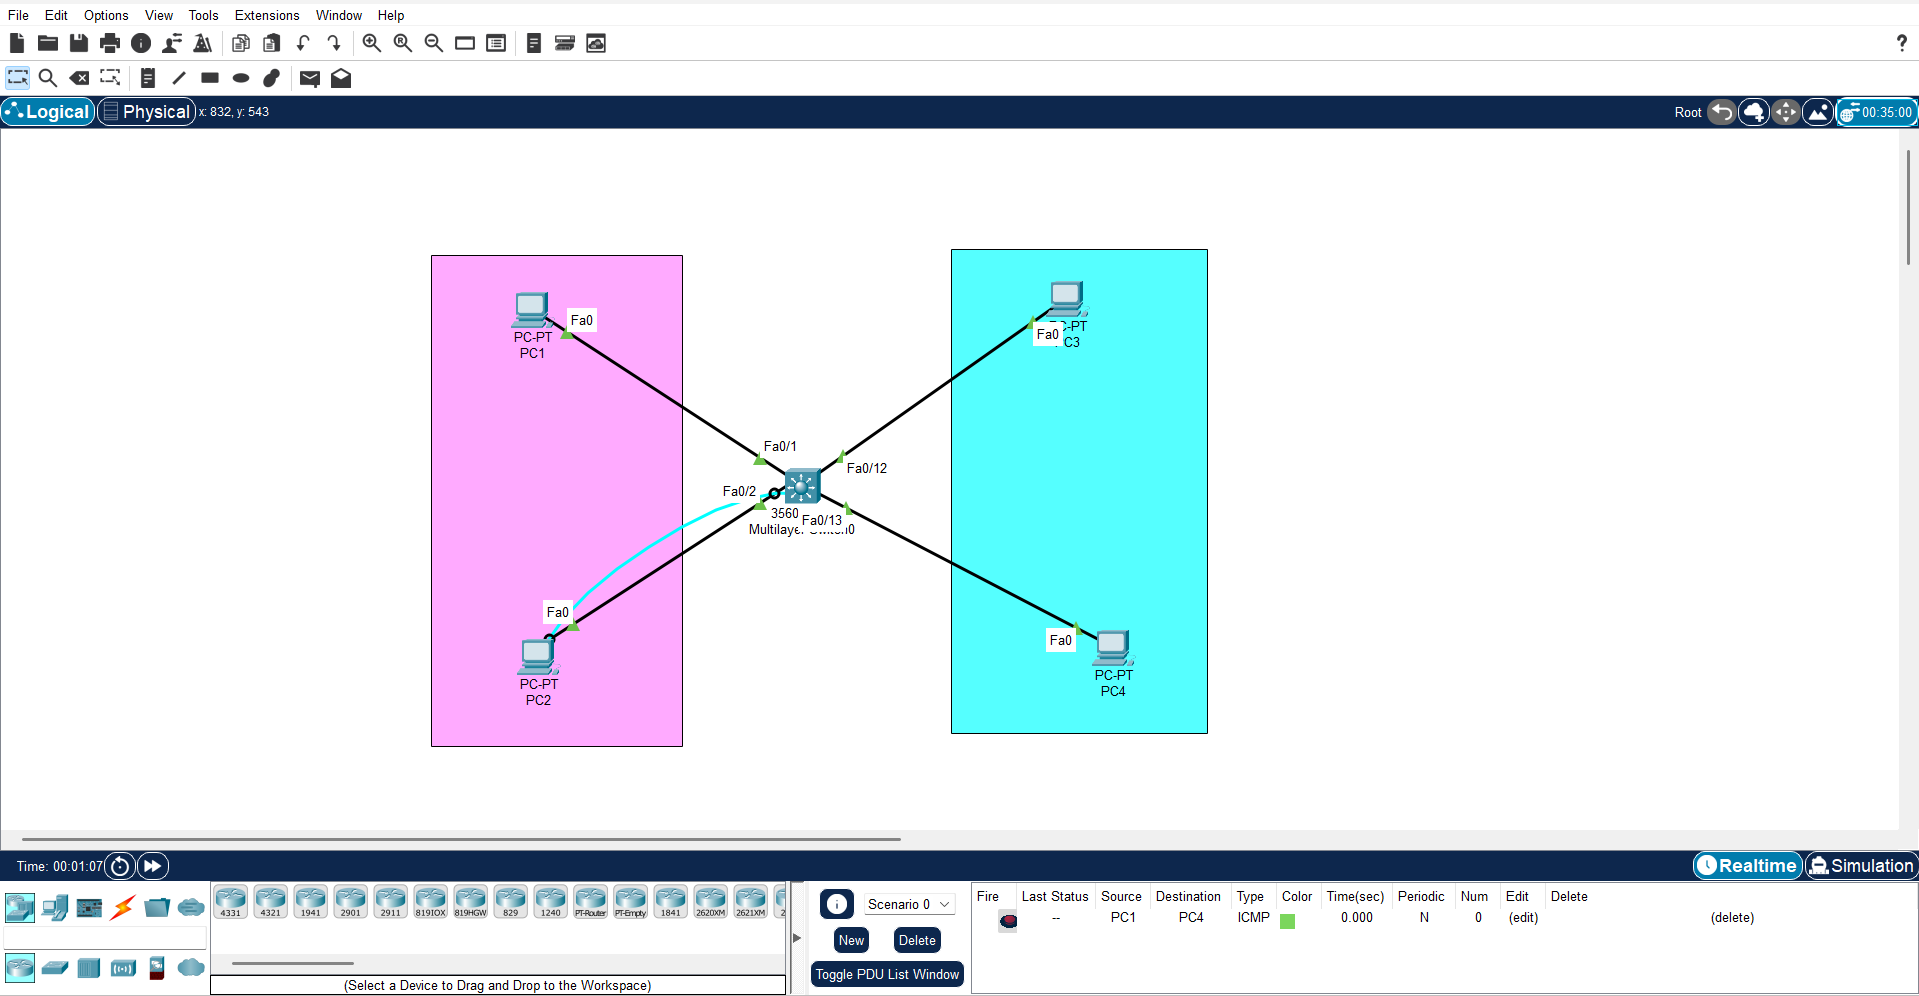 File Edit Options View Tools Extensions Window Help
?
Logical Physical x: 832, y: 543 Root 00:35:00
Fa0
PC-PT
PC1
Fa0
C-PT
C3
Fa0/1
Fa0/12
Fa0/2
3560
Fa0/13
Fa0
PC-PT
PC2
Fa0
PC-PT
PC4
Time: 00:01:07 Realtime Simulation
4331 4321 1941 2901 2911 819IOX 819HGW 829 1240 PT-Router PT-Empty 1841 2620XM 2621XM 2
(Select a Device to Drag and Drop to the Workspace)
Scenario 0
New Delete
Toggle PDU List Window
Fire Last Status Source Destination Type Color Time(sec) Periodic Num Edit Delete
-- PC1 PC4 ICMP 0.000 N 0 (edit) (delete)